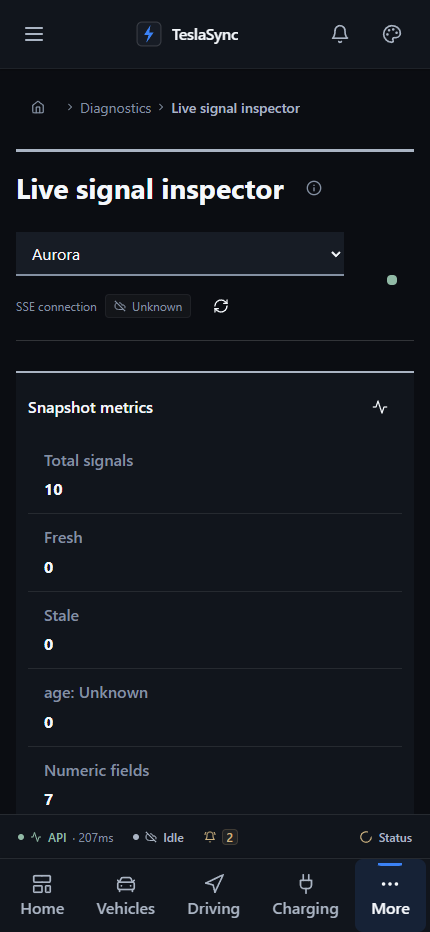 TeslaSync
Diagnostics Live signal inspector
Live signal inspector
Aurora
SSE connection Unknown
Snapshot metrics
Total signals
10
Fresh
0
Stale
0
age: Unknown
0
Numeric fields
7
API · 207ms Idle 2 Status
Home Vehicles Driving Charging More